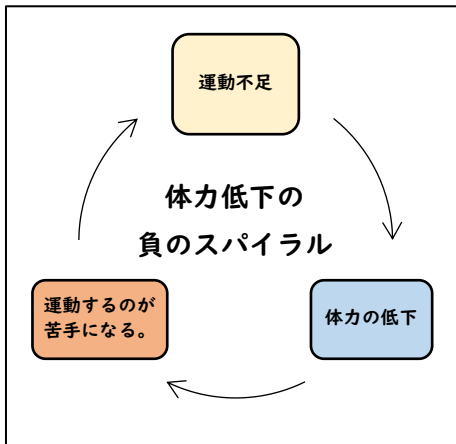 運動不足
体力低下の
負のスパイラル
運動するのが
苦手になる。
体力の低下